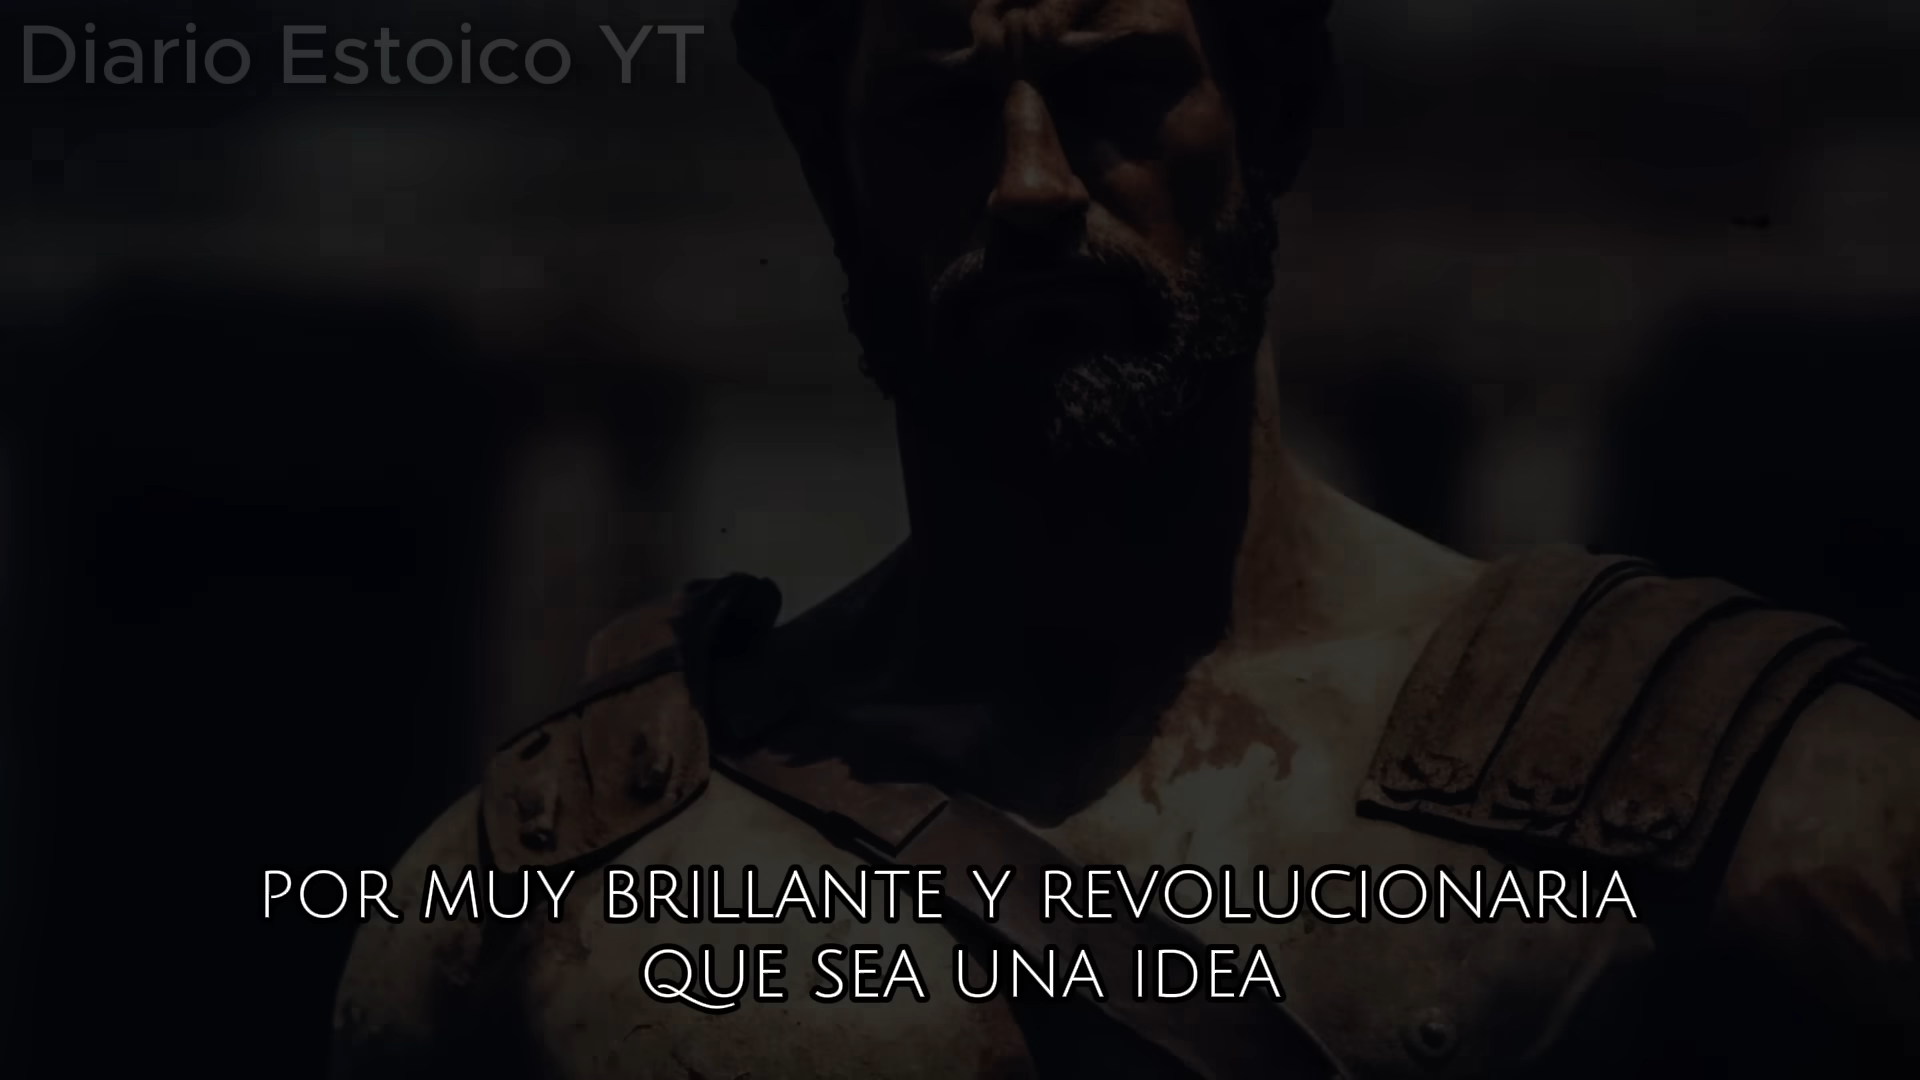 Diario Estoico YT
POR MUY BRILLANTE Y REVOLUCIONARIA
QUE SEA UNA IDEA